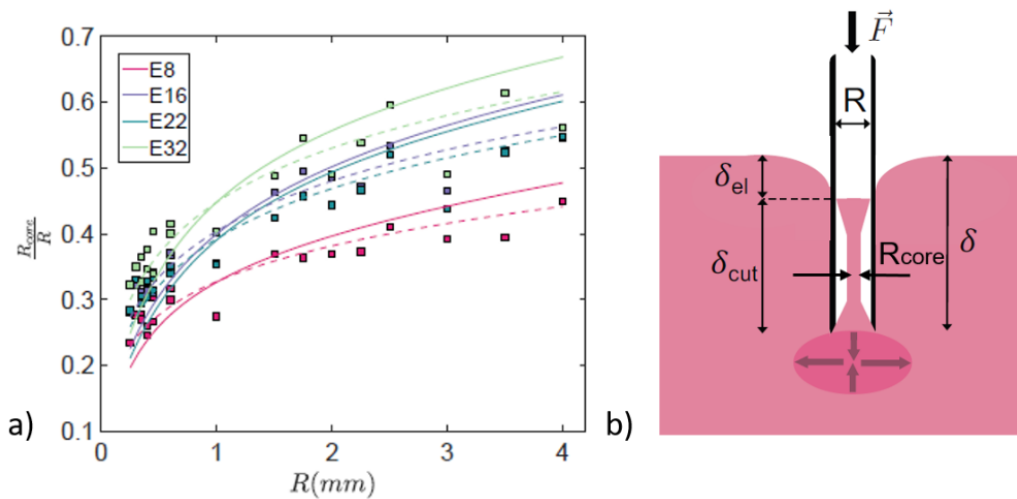 a)
0.7
0.6
0.5
0.4
0.3
0.2
0.1
R_core/R
E8
E16
E22
E32
0 1 2 3 4
R(mm)
b)
F⃗
R
δel
δcut
Rcore
δ